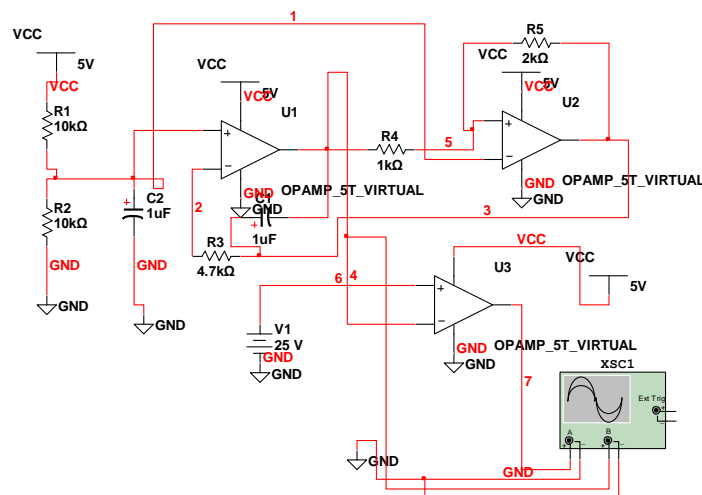 1
VCC
5V
VCC
R1
10kΩ
R2
10kΩ
GND
GND
C2
1uF
GND
GND
VCC
5V
VCC
U1
GND
OPAMP_5T_VIRTUAL
GND
C1
1uF
2
R3
4.7kΩ
R4
1kΩ
5
R5
2kΩ
VCC
5V
VCC
U2
GND
OPAMP_5T_VIRTUAL
GND
3
6
4
V1
25 V
GND
GND
U3
VCC
VCC
5V
GND
OPAMP_5T_VIRTUAL
GND
7
XSC1
Ext Trig
+
_
A
B
+
_
+
_
GND
GND